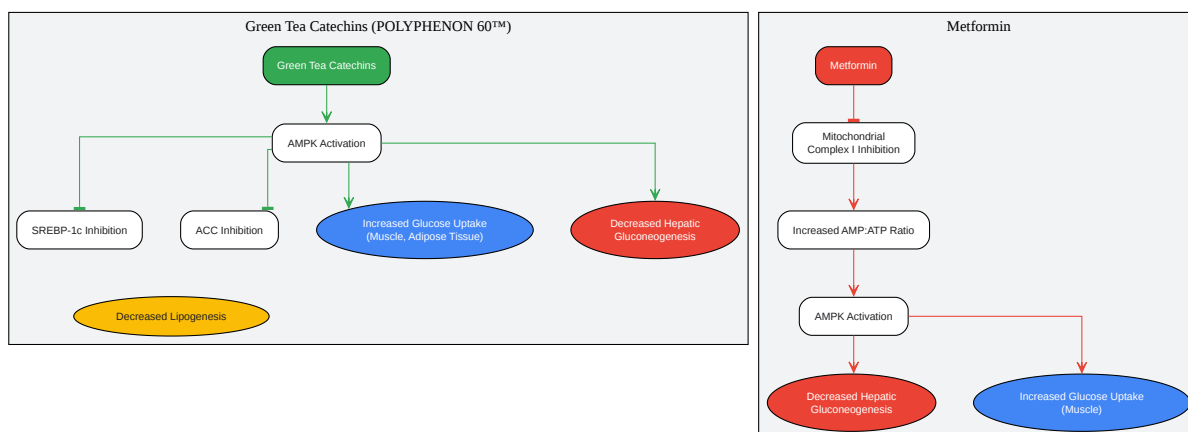 Green Tea Catechins (POLYPHENON 60™)
Green Tea Catechins
AMPK Activation
SREBP-1c Inhibition
ACC Inhibition
Increased Glucose Uptake
(Muscle, Adipose Tissue)
Decreased Hepatic
Gluconeogenesis
Decreased Lipogenesis
Metformin
Metformin
Mitochondrial
Complex I Inhibition
Increased AMP:ATP Ratio
AMPK Activation
Decreased Hepatic
Gluconeogenesis
Increased Glucose Uptake
(Muscle)